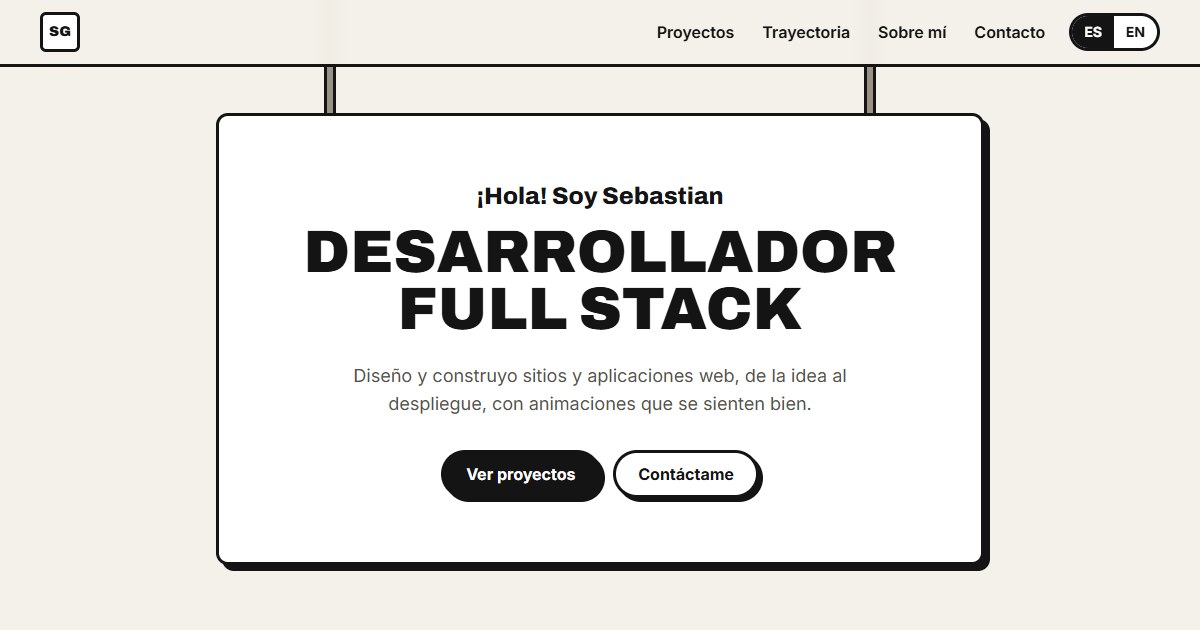 SG
Proyectos Trayectoria Sobre mí Contacto ES EN
¡Hola! Soy Sebastian
DESARROLLADOR
FULL STACK
Diseño y construyo sitios y aplicaciones web, de la idea al
despliegue, con animaciones que se sienten bien.
Ver proyectos Contáctame